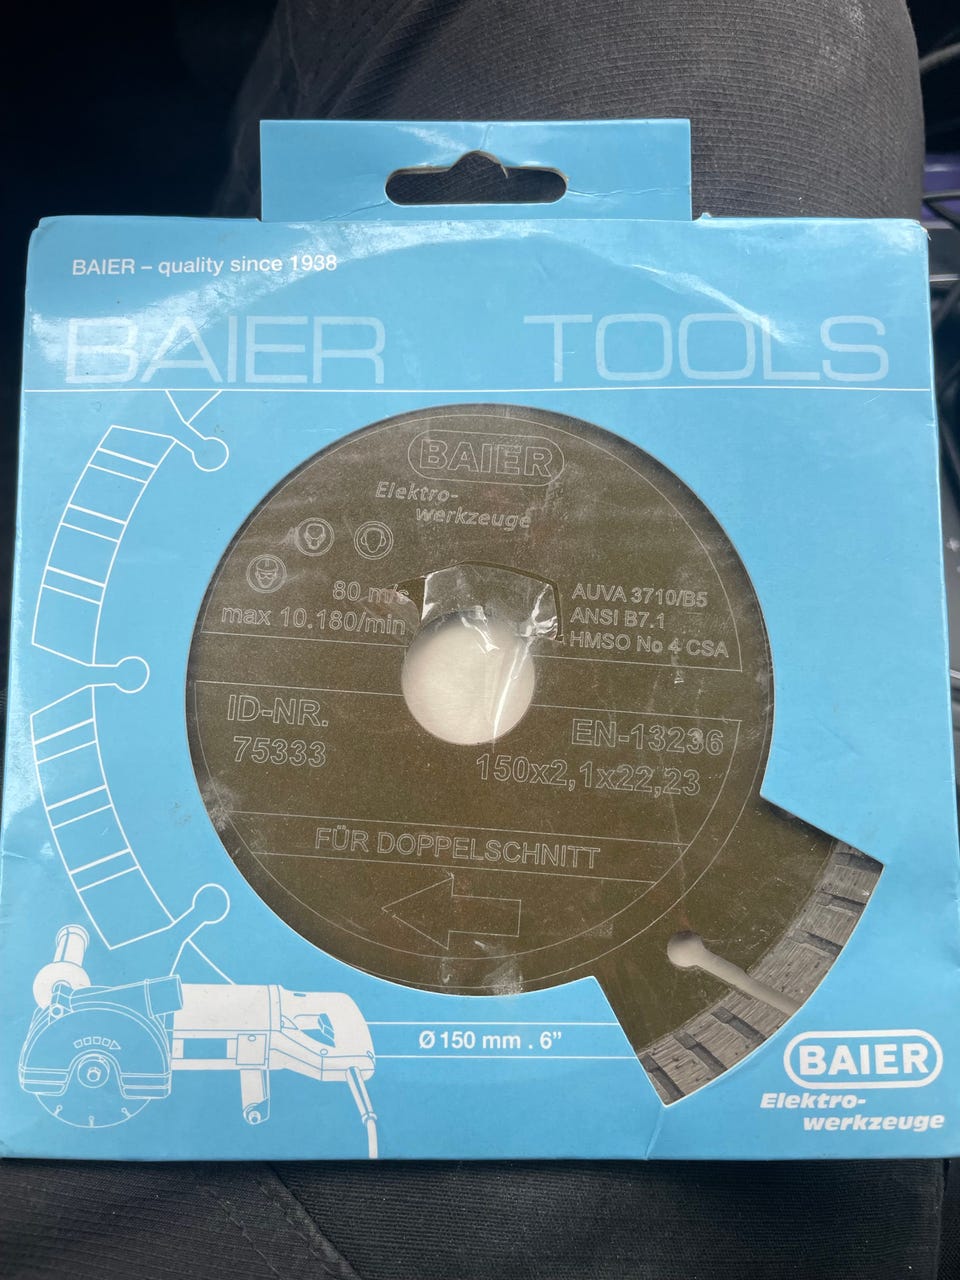 BAIER – quality since 1938
BAIER TOOLS
BAIER
Elektro-
werkzeuge
80 m/s
max 10.180/min
AUVA 3710/B5
ANSI B7.1
HMSO No 4 CSA
ID-NR.
75333
EN-13236
150x2,1x22,23
FÜR DOPPELSCHNITT
Ø 150 mm . 6”
BAIER
Elektro-
werkzeuge